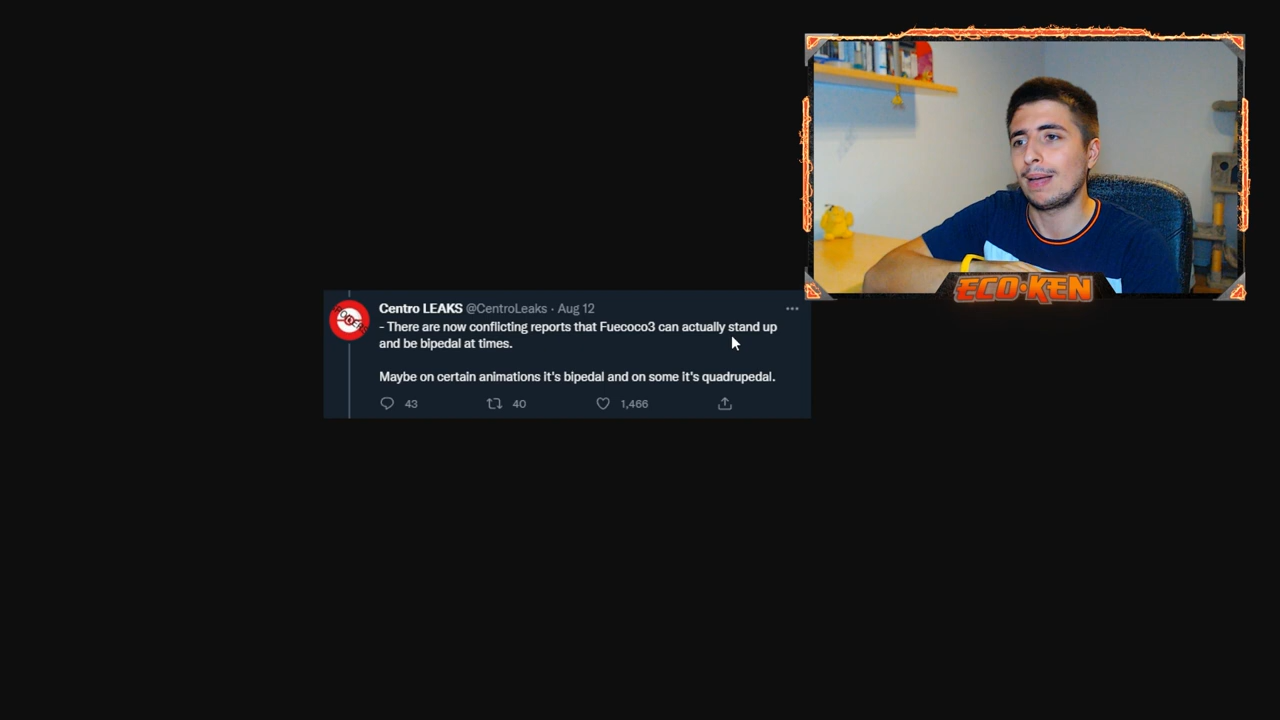 Centro LEAKS @CentroLeaks · Aug 12
- There are now conflicting reports that Fuecoco3 can actually stand up
and be bipedal at times.
Maybe on certain animations it's bipedal and on some it's quadrupedal.
43 40 1,466
ECO·KEN